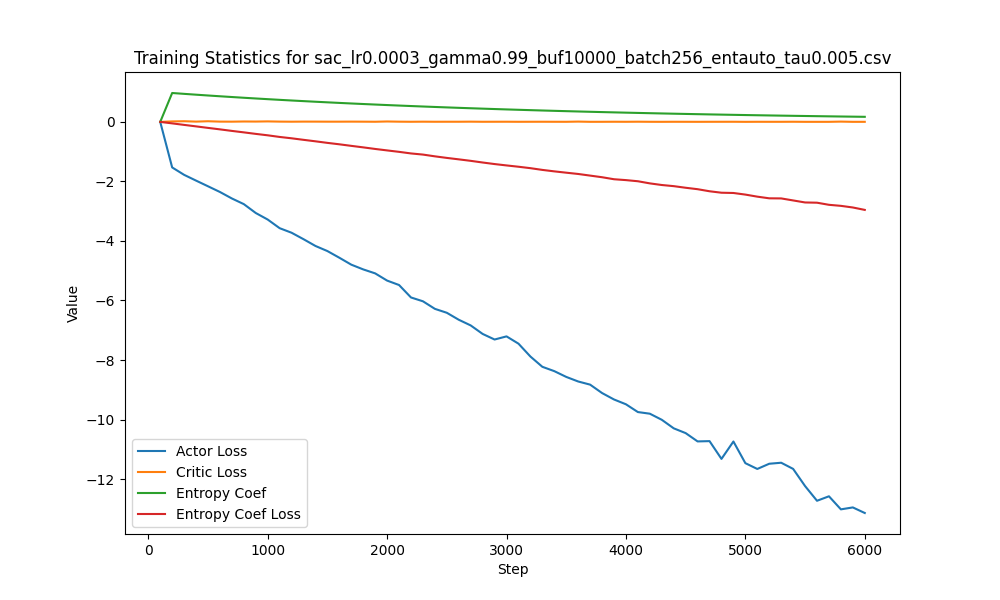 Training Statistics for sac_lr0.0003_gamma0.99_buf10000_batch256_entauto_tau0.005.csv
Value
0
−2
−4
−6
−8
−10
−12
Actor Loss
Critic Loss
Entropy Coef
Entropy Coef Loss
0 1000 2000 3000 4000 5000 6000
Step